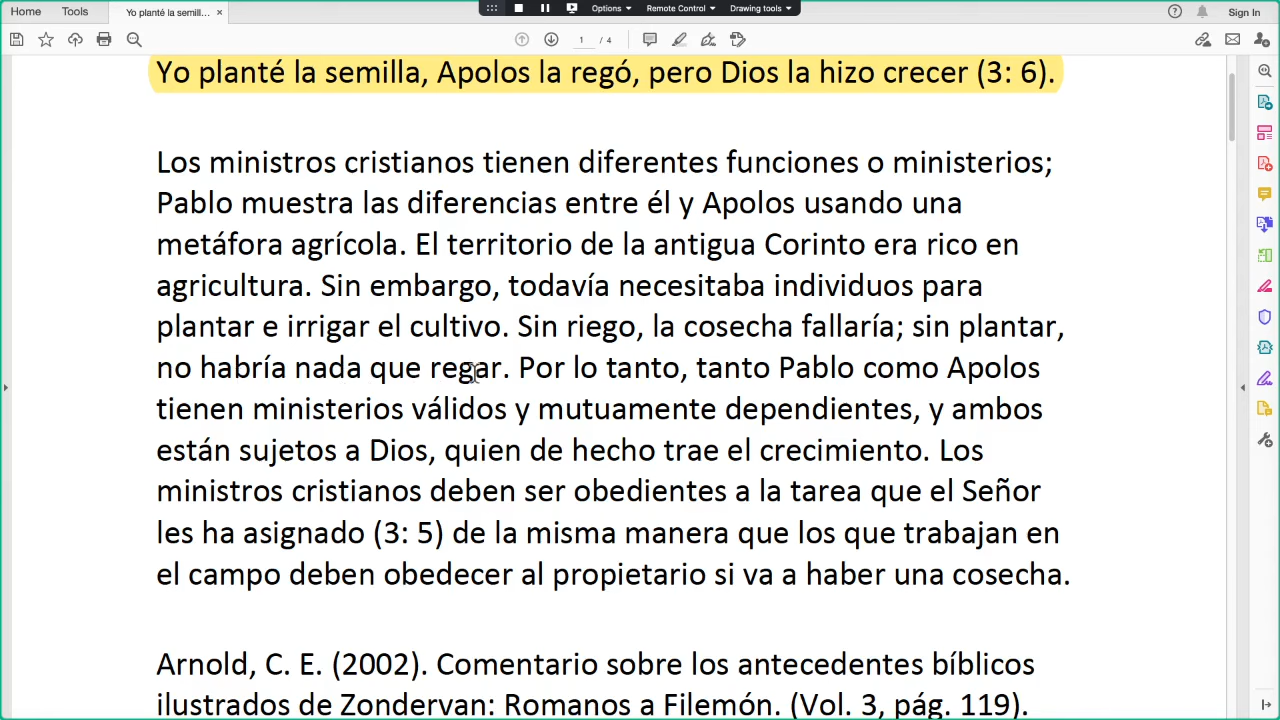 Home Tools Yo planté la semill... × Options Remote Control Drawing tools Sign In
1 / 4
Yo planté la semilla, Apolos la regó, pero Dios la hizo crecer (3: 6).
Los ministros cristianos tienen diferentes funciones o ministerios;
Pablo muestra las diferencias entre él y Apolos usando una
metáfora agrícola. El territorio de la antigua Corinto era rico en
agricultura. Sin embargo, todavía necesitaba individuos para
plantar e irrigar el cultivo. Sin riego, la cosecha fallaría; sin plantar,
no habría nada que regar. Por lo tanto, tanto Pablo como Apolos
tienen ministerios válidos y mutuamente dependientes, y ambos
están sujetos a Dios, quien de hecho trae el crecimiento. Los
ministros cristianos deben ser obedientes a la tarea que el Señor
les ha asignado (3: 5) de la misma manera que los que trabajan en
el campo deben obedecer al propietario si va a haber una cosecha.
Arnold, C. E. (2002). Comentario sobre los antecedentes bíblicos
ilustrados de Zondervan: Romanos a Filemón. (Vol. 3, pág. 119).